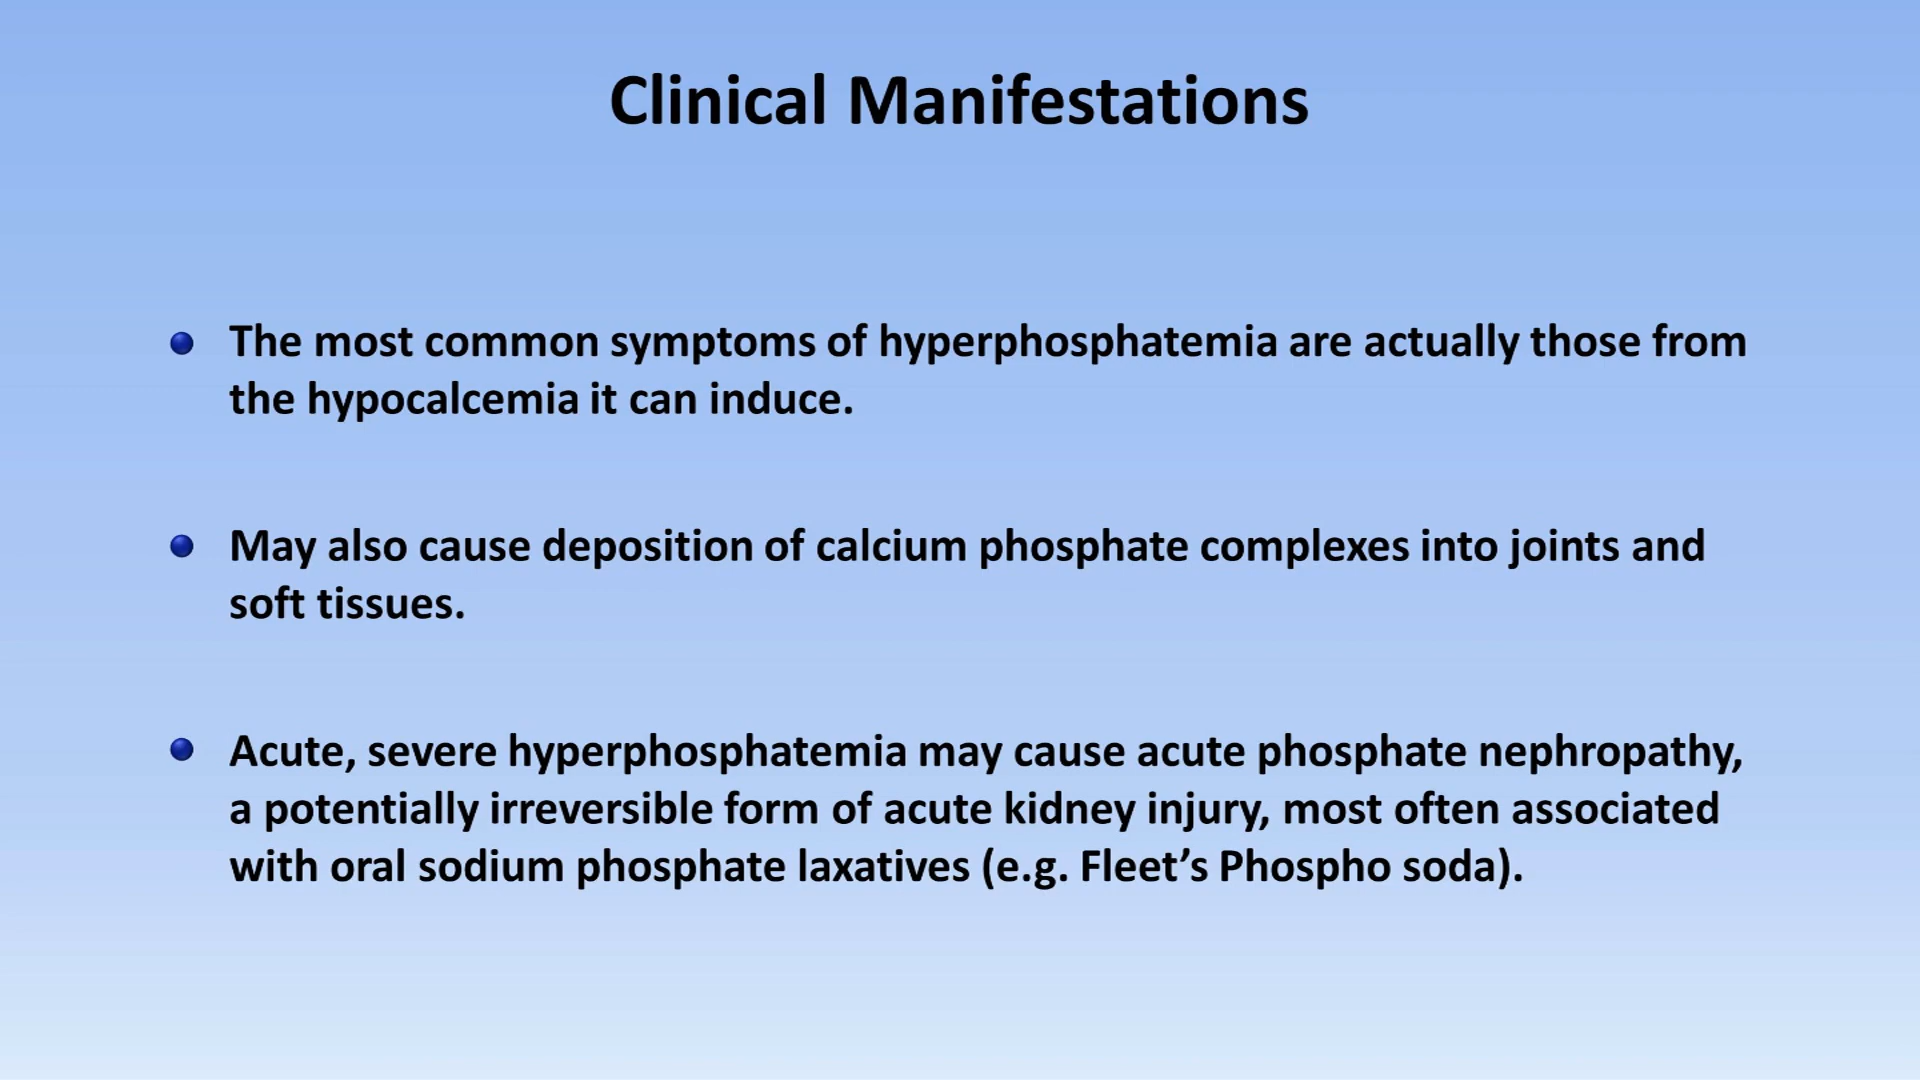 Clinical Manifestations
The most common symptoms of hyperphosphatemia are actually those from
the hypocalcemia it can induce.
May also cause deposition of calcium phosphate complexes into joints and
soft tissues.
Acute, severe hyperphosphatemia may cause acute phosphate nephropathy,
a potentially irreversible form of acute kidney injury, most often associated
with oral sodium phosphate laxatives (e.g. Fleet’s Phospho soda).